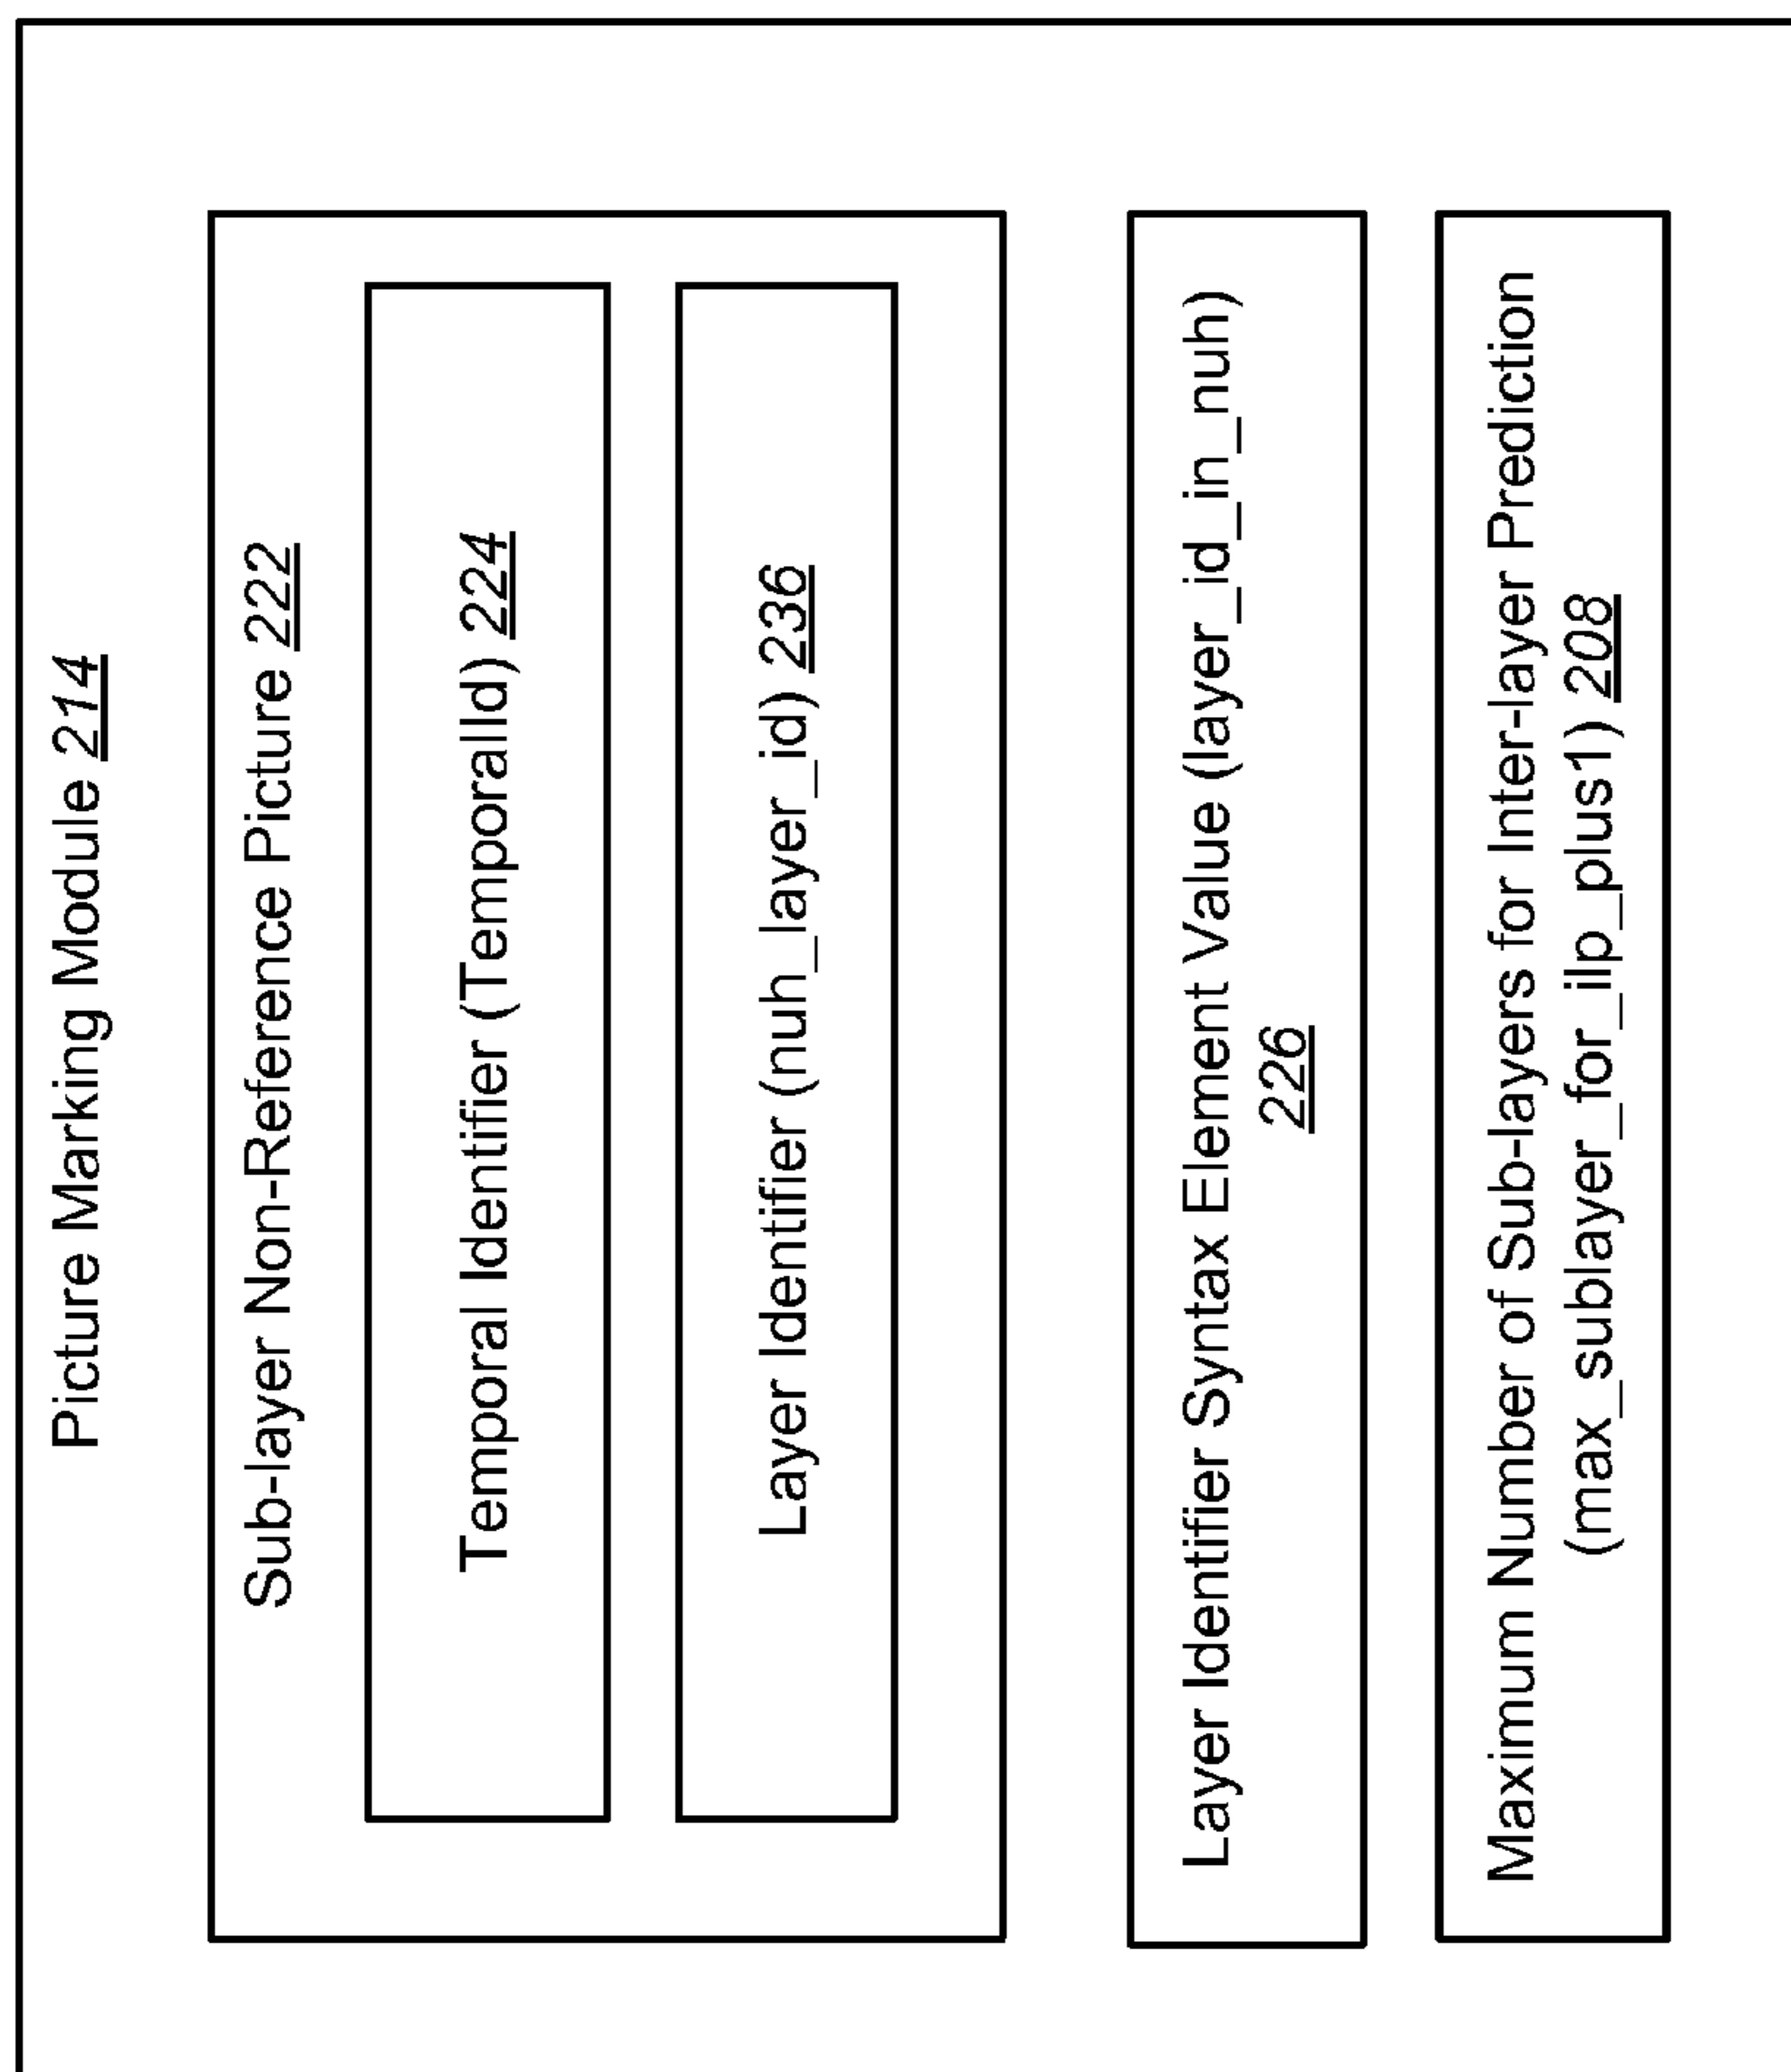 Picture Marking Module 214
Sub-layer Non-Reference Picture 222
Temporal Identifier (TemporalId) 224
Layer Identifier (nuh_layer_id) 236
Layer Identifier Syntax Element Value (layer_id_in_nuh)
226
Maximum Number of Sub-layers for Inter-layer Prediction
(max_sublayer_for_ilp_plus1) 208